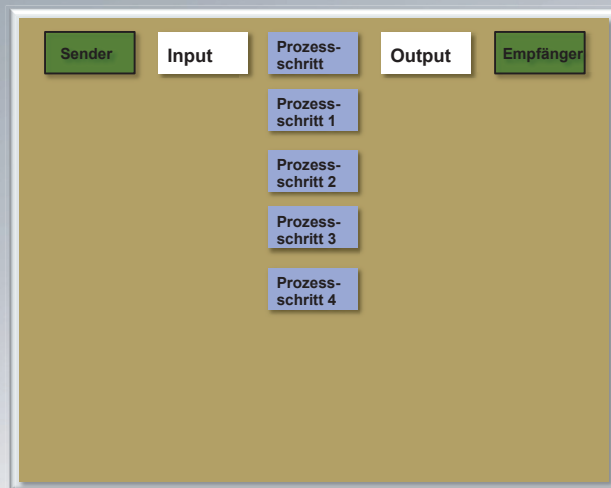 Sender
Input
Prozess-
schritt
Output
Empfänger
Prozess-
schritt 1
Prozess-
schritt 2
Prozess-
schritt 3
Prozess-
schritt 4